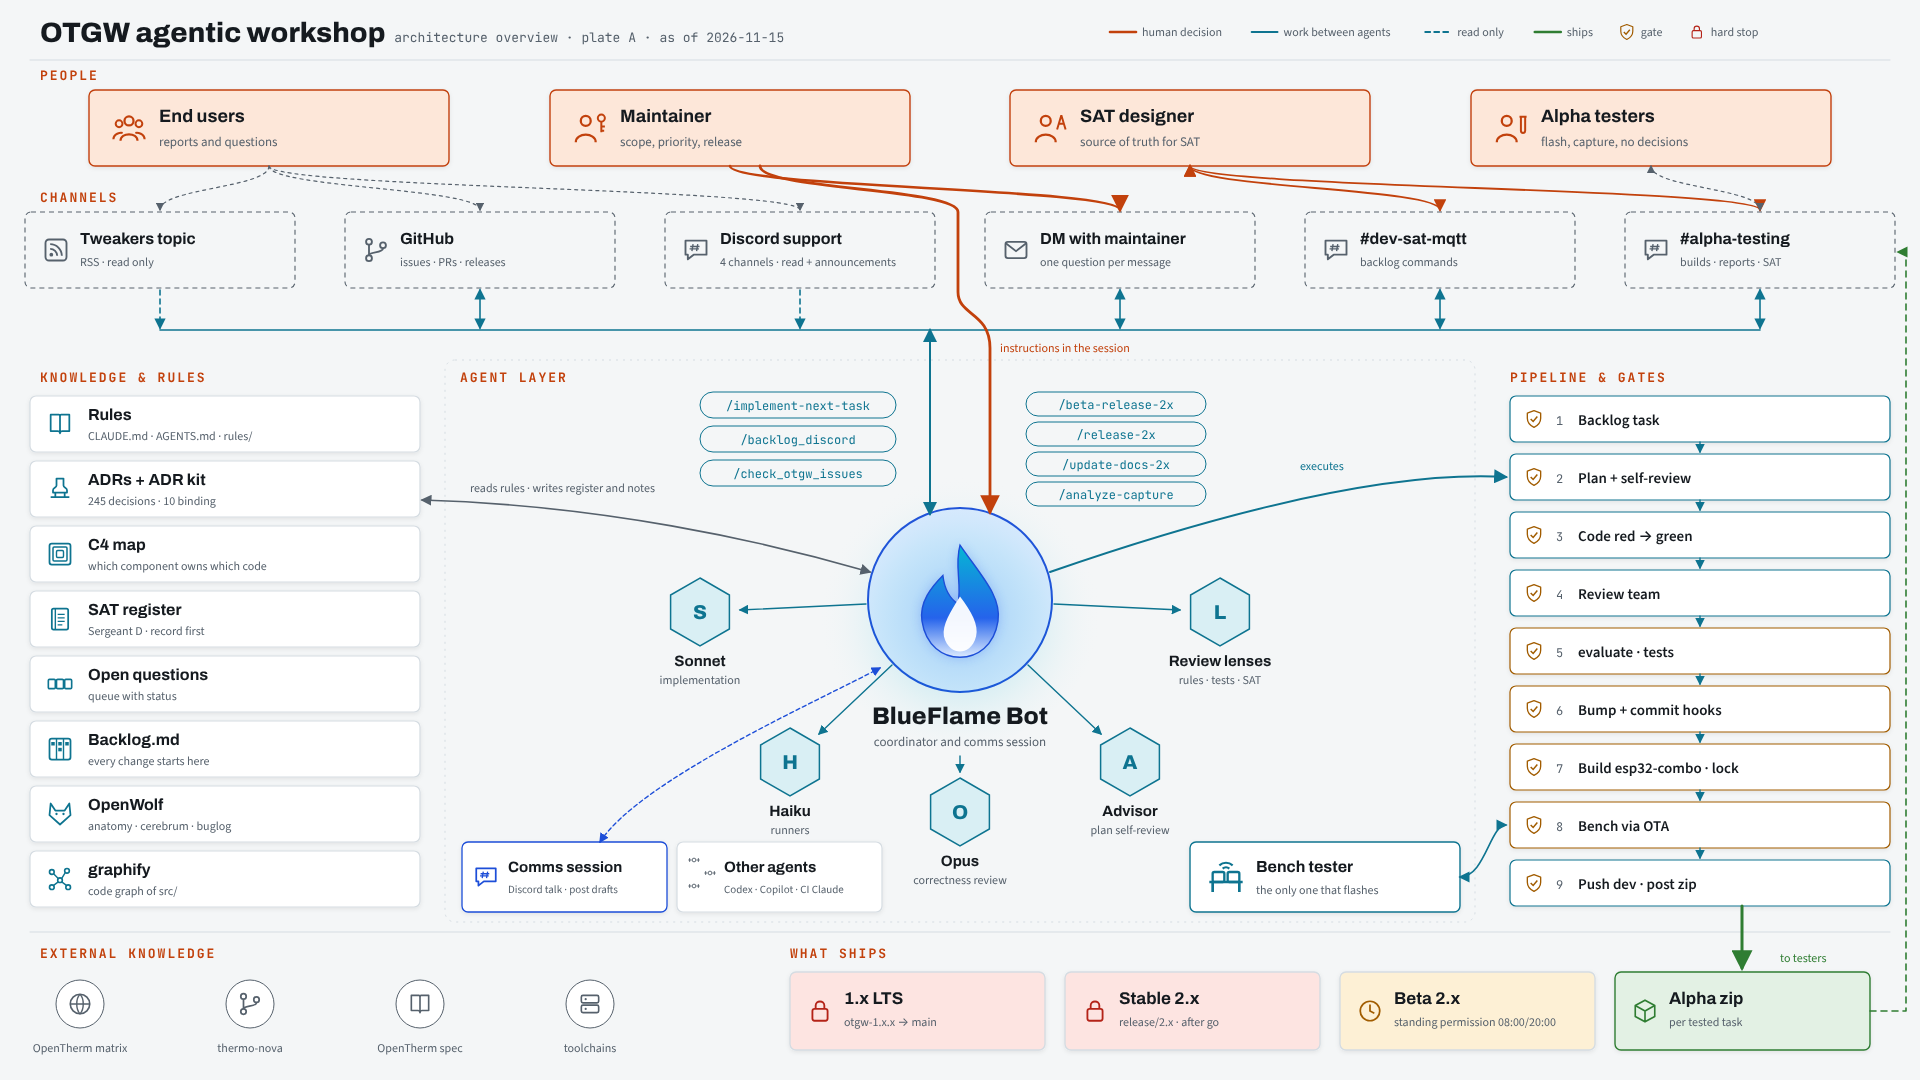 OTGW agentic workshop
architecture overview · plate A · as of 2026-11-15
human decision
work between agents
read only
ships
gate
hard stop
PEOPLE
End users
reports and questions
Maintainer
scope, priority, release
SAT designer
source of truth for SAT
Alpha testers
flash, capture, no decisions
CHANNELS
Tweakers topic
RSS · read only
GitHub
issues · PRs · releases
Discord support
4 channels · read + announcements
DM with maintainer
one question per message
#dev-sat-mqtt
backlog commands
#alpha-testing
builds · reports · SAT
instructions in the session
KNOWLEDGE & RULES
Rules
CLAUDE.md · AGENTS.md · rules/
ADRs + ADR kit
245 decisions · 10 binding
C4 map
which component owns which code
SAT register
Sergeant D · record first
Open questions
queue with status
Backlog.md
every change starts here
OpenWolf
anatomy · cerebrum · buglog
graphify
code graph of src/
AGENT LAYER
/implement-next-task
/backlog_discord
/check_otgw_issues
/beta-release-2x
/release-2x
/update-docs-2x
/analyze-capture
reads rules · writes register and notes
executes
S
Sonnet
implementation
L
Review lenses
rules · tests · SAT
BlueFlame Bot
coordinator and comms session
H
Haiku
runners
O
Opus
correctness review
A
Advisor
plan self-review
Comms session
Discord talk · post drafts
Other agents
Codex · Copilot · CI Claude
Bench tester
the only one that flashes
PIPELINE & GATES
1 Backlog task
2 Plan + self-review
3 Code red → green
4 Review team
5 evaluate · tests
6 Bump + commit hooks
7 Build esp32-combo · lock
8 Bench via OTA
9 Push dev · post zip
EXTERNAL KNOWLEDGE
OpenTherm matrix
thermo-nova
OpenTherm spec
toolchains
WHAT SHIPS
1.x LTS
otgw-1.x.x → main
Stable 2.x
release/2.x · after go
Beta 2.x
standing permission 08:00/20:00
to testers
Alpha zip
per tested task